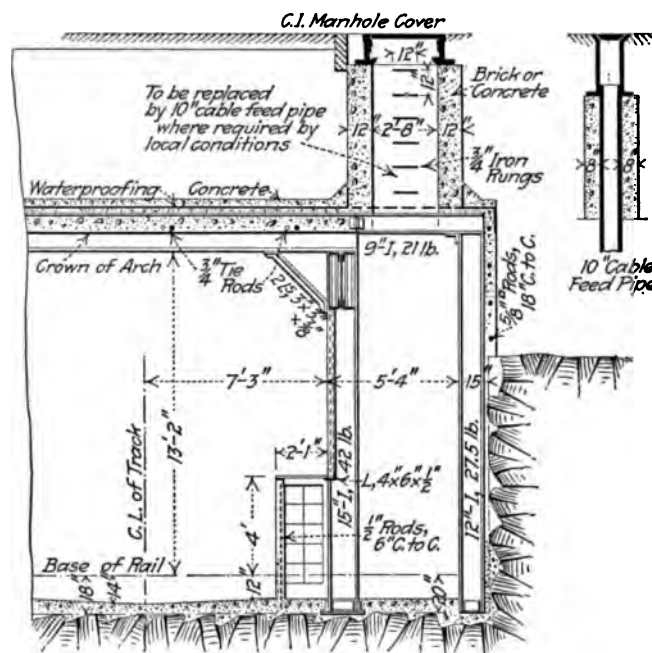 C.I. Manhole Cover
12"
12"
To be replaced
by 10" cable feed pipe
where required by
local conditions
Brick or
Concrete
12" 2'-8" 12"
3/4" Iron
Rungs
8" 8"
Waterproofing Concrete
9"-I, 21 lb.
Crown of Arch
3/4" Tie
Rods
10" Cable
Feed Pipe
5/8" Rods,
18" C. to C.
7'-3" 5'-4" 15"
13'-2"
C.L. of Track
2'-1"
15"-I, 42 lb.
12"-I, 27.5 lb.
L, 4"x6"x1/2"
4'
1/2" Rods,
6" C. to C.
Base of Rail
18" 14" 12" 20"